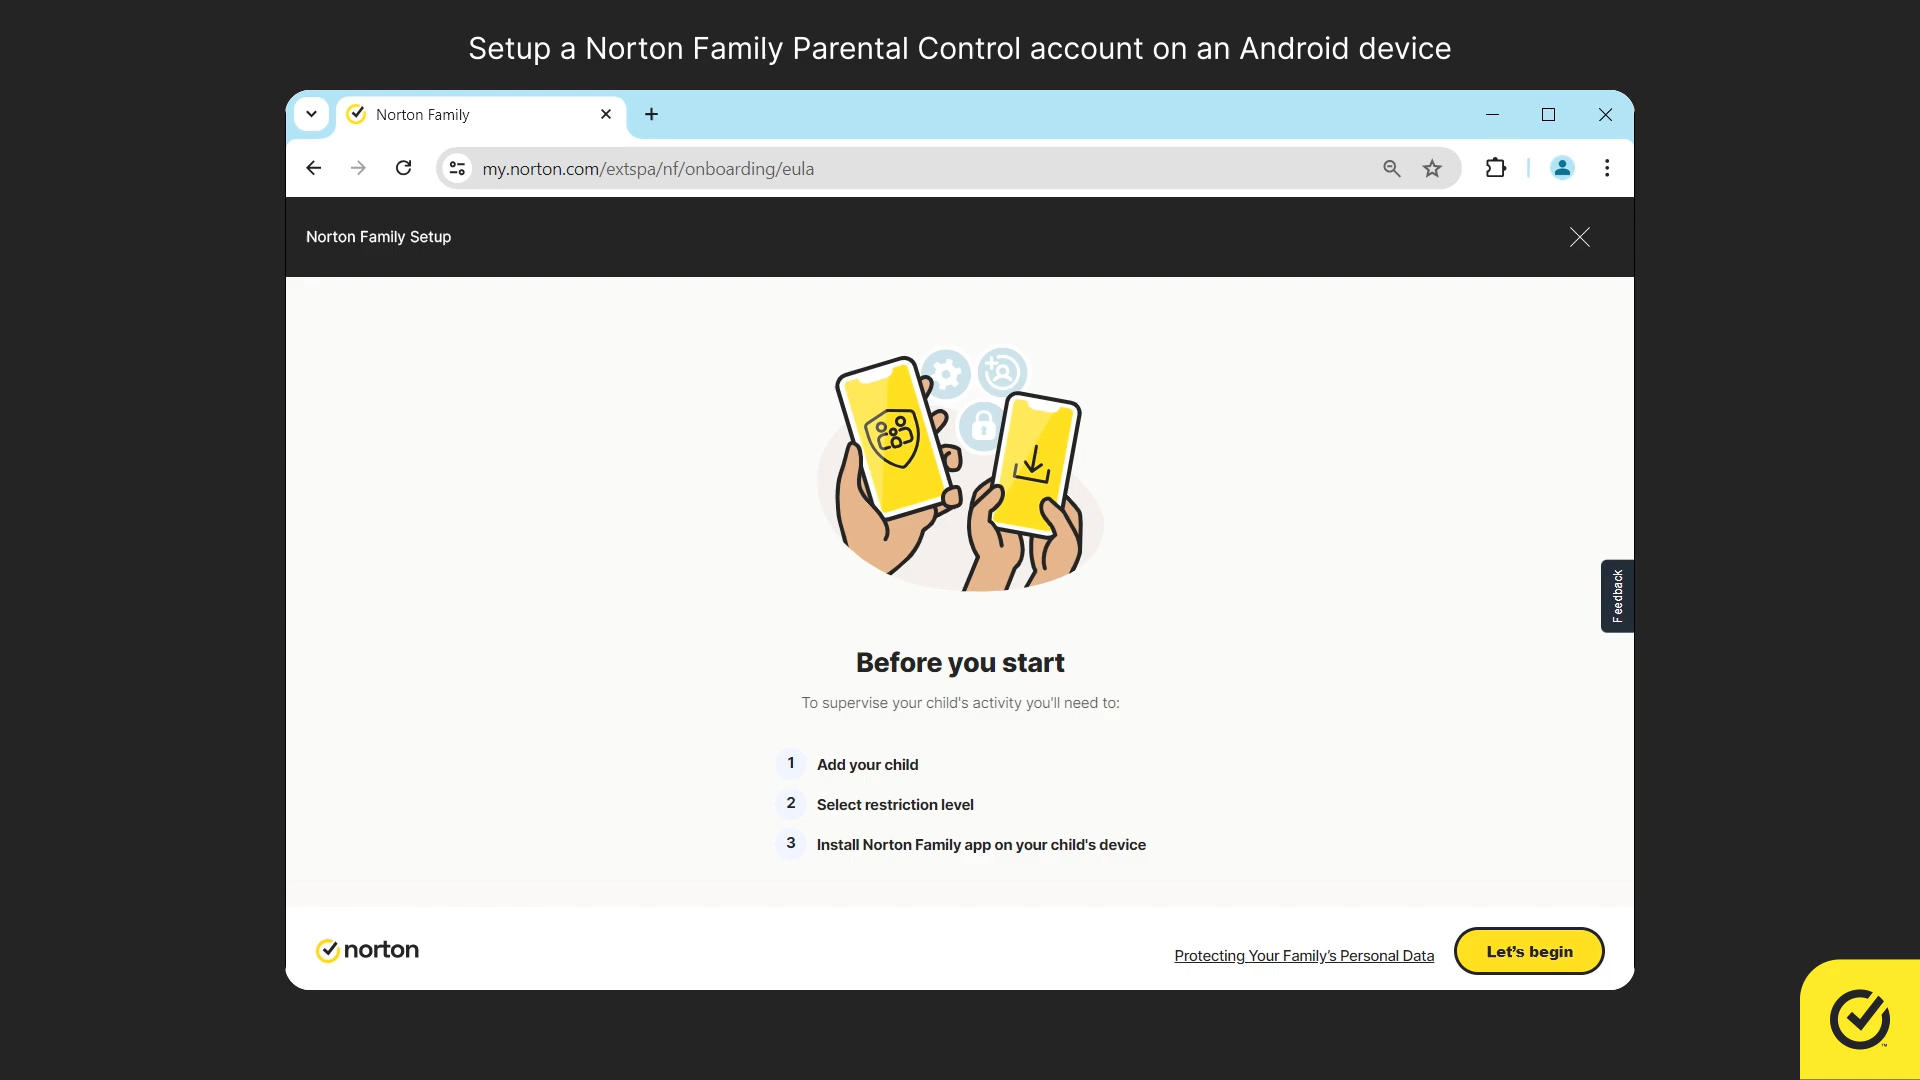 Setup a Norton Family Parental Control account on an Android device
Norton Family
my.norton.com/extspa/nf/onboarding/eula
Norton Family Setup
Feedback
Before you start
To supervise your child's activity you'll need to:
1 Add your child
2 Select restriction level
3 Install Norton Family app on your child's device
norton
Protecting Your Family's Personal Data
Let's begin